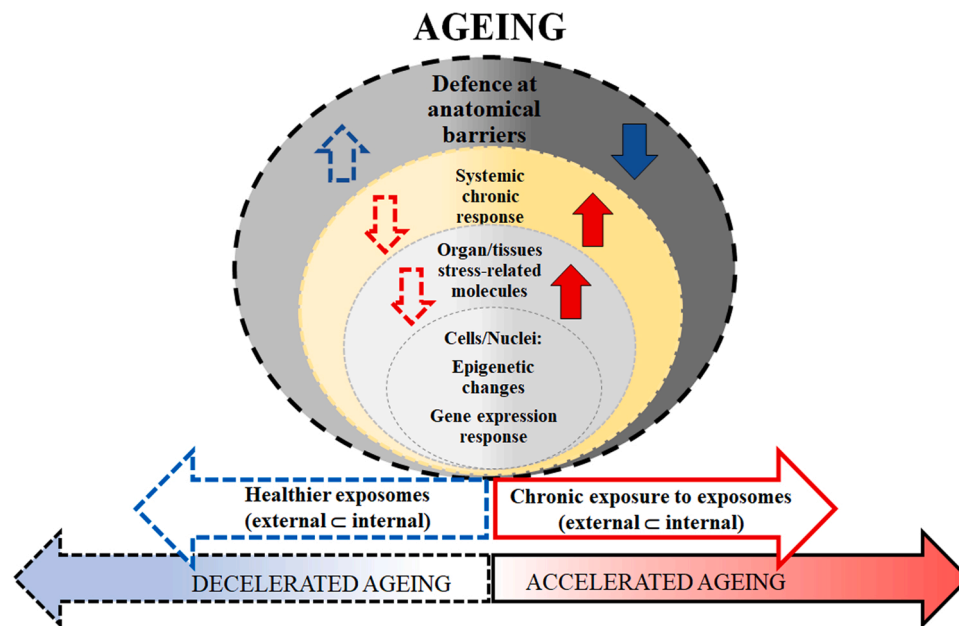 AGEING
Defence at
anatomical
barriers
Systemic
chronic
response
Organ/tissues
stress-related
molecules
Cells/Nuclei:
Epigenetic
changes
Gene expression
response
Healthier exposomes
(external ⊂ internal)
Chronic exposure to exposomes
(external ⊂ internal)
DECELERATED AGEING
ACCELERATED AGEING